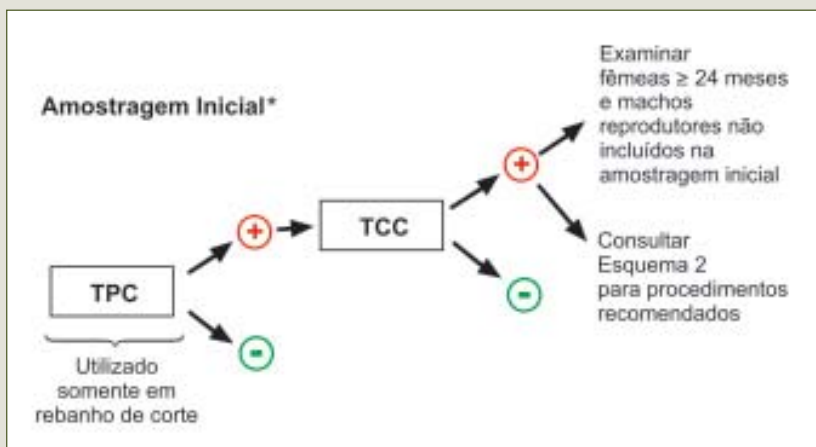 Amostragem Inicial*
TPC
Utilizado
somente em
rebanho de corte
+
-
TCC
+
-
Examinar
fêmeas ≥ 24 meses
e machos
reprodutores não
incluídos na
amostragem inicial
Consultar
Esquema 2
para procedimentos
recomendados